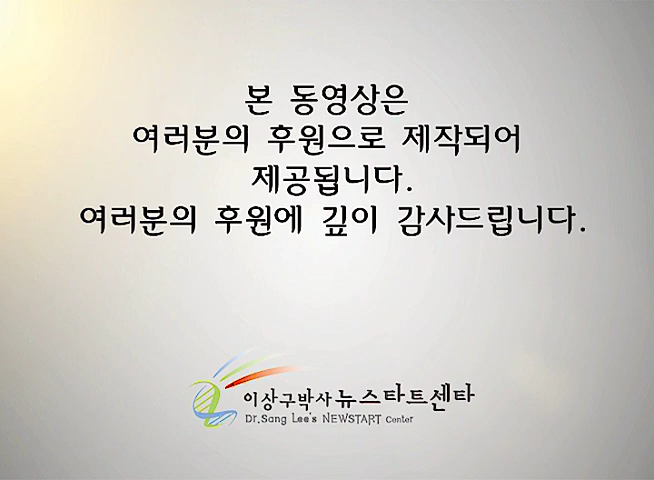 본 동영상은
여러분의 후원으로 제작되어
제공됩니다.
여러분의 후원에 깊이 감사드립니다.
이상구박사 뉴스타트센타
Dr.Sang Lee's NEWSTART Center